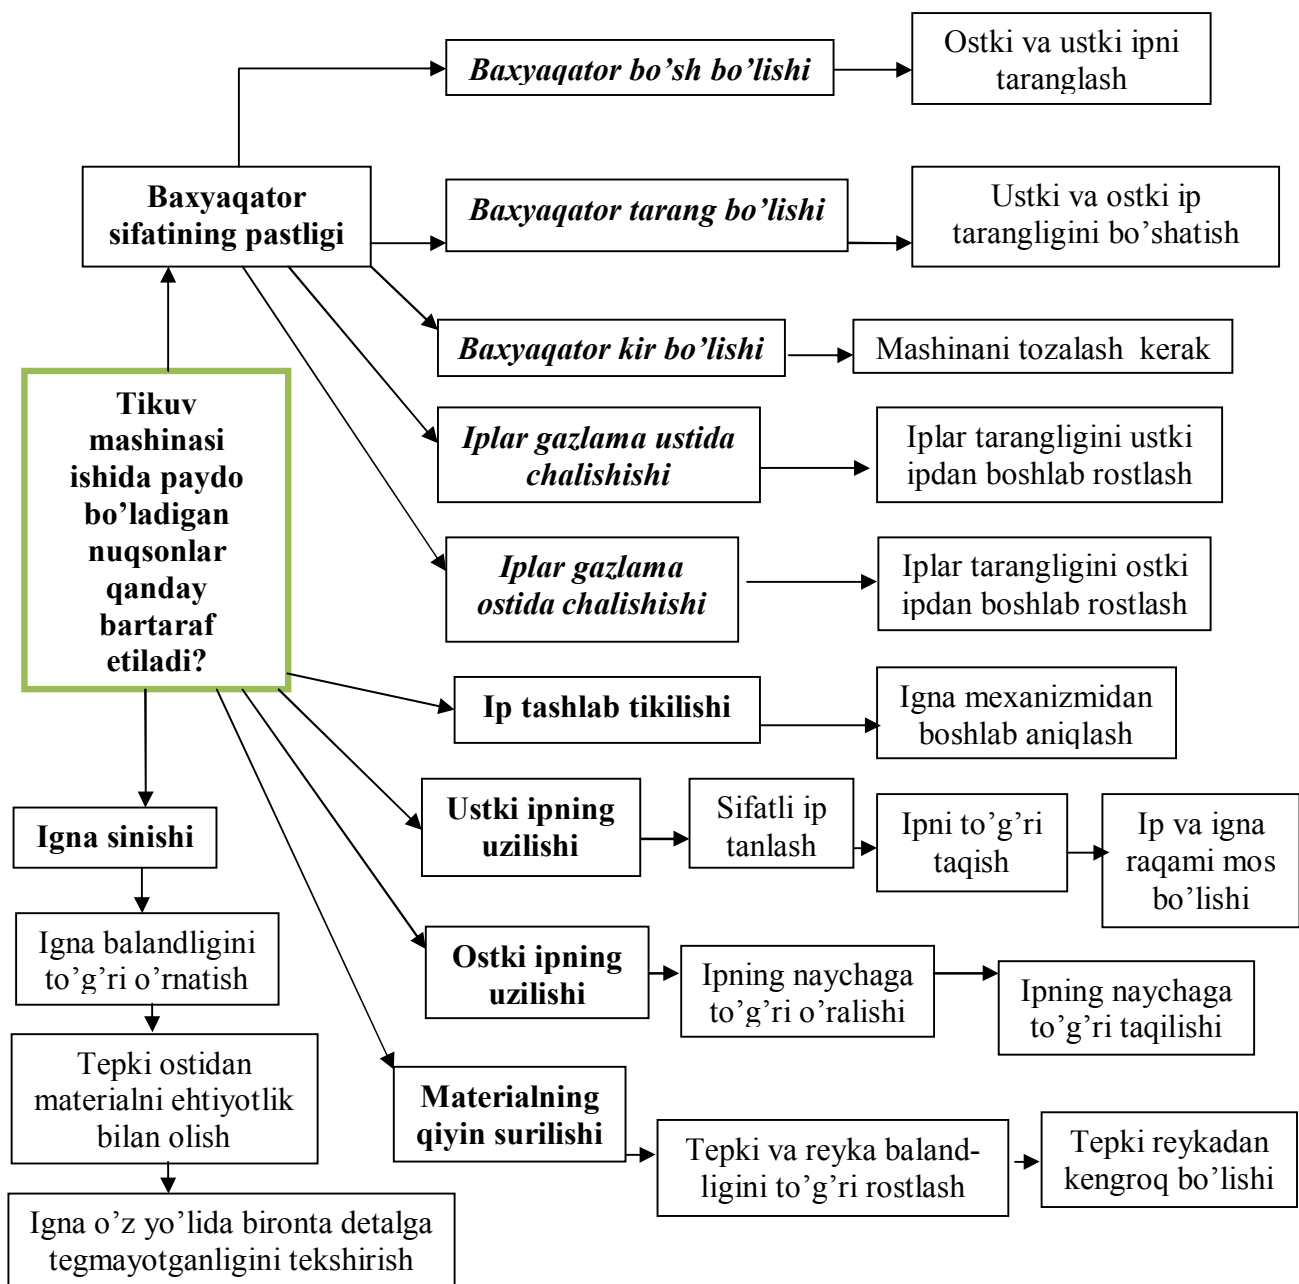 Ostki va ustki ipni
taranglash
Baxyaqator bo’sh bo’lishi
Baxyaqator
sifatining pastligi
Baxyaqator tarang bo’lishi
Ustki va ostki ip
tarangligini bo’shatish
Baxyaqator kir bo’lishi
Mashinani tozalash kerak
Tikuv
mashinasi
ishida paydo
bo’ladigan
nuqsonlar
qanday
bartaraf
etiladi?
Iplar gazlama ustida
chalishishi
Iplar tarangligini ustki
ipdan boshlab rostlash
Iplar gazlama
ostida chalishishi
Iplar tarangligini ostki
ipdan boshlab rostlash
Ip tashlab tikilishi
Igna mexanizmidan
boshlab aniqlash
Ustki ipning
uzilishi
Sifatli ip
tanlash
Ipni to’g’ri
taqish
Ip va igna
raqami mos
bo’lishi
Igna sinishi
Igna balandligini
to’g’ri o’rnatish
Ostki ipning
uzilishi
Ipning naychaga
to’g’ri o’ralishi
Ipning naychaga
to’g’ri taqilishi
Tepki ostidan
materialni ehtiyotlik
bilan olish
Materialning
qiyin surilishi
Tepki va reyka baland-
ligini to’g’ri rostlash
Tepki reykadan
kengroq bo’lishi
Igna o’z yo’lida bironta detalga
tegmayotganligini tekshirish